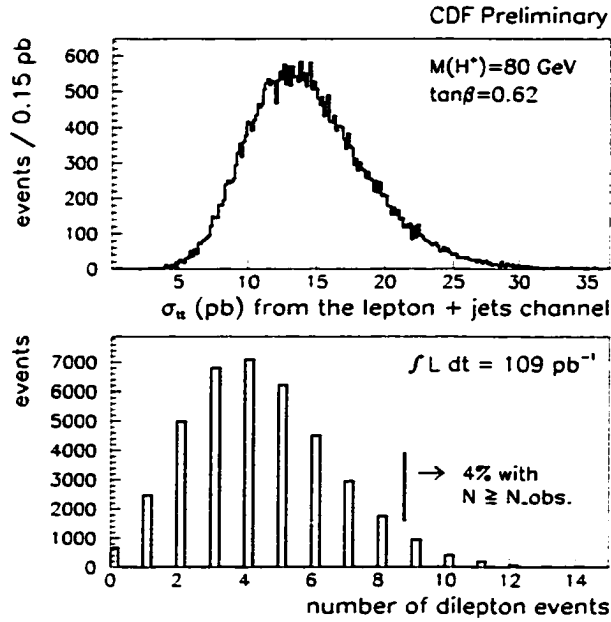 CDF Preliminary
events / 0.15 pb
600
500
400
300
200
100
0
M(H⁺)=80 GeV
tanβ=0.62
5 10 15 20 25 30 35
σtt (pb) from the lepton + jets channel
events
7000
6000
5000
4000
3000
2000
1000
0
∫ L dt = 109 pb⁻¹
→ 4% with
N ≧ N_obs.
0 2 4 6 8 10 12 14
number of dilepton events